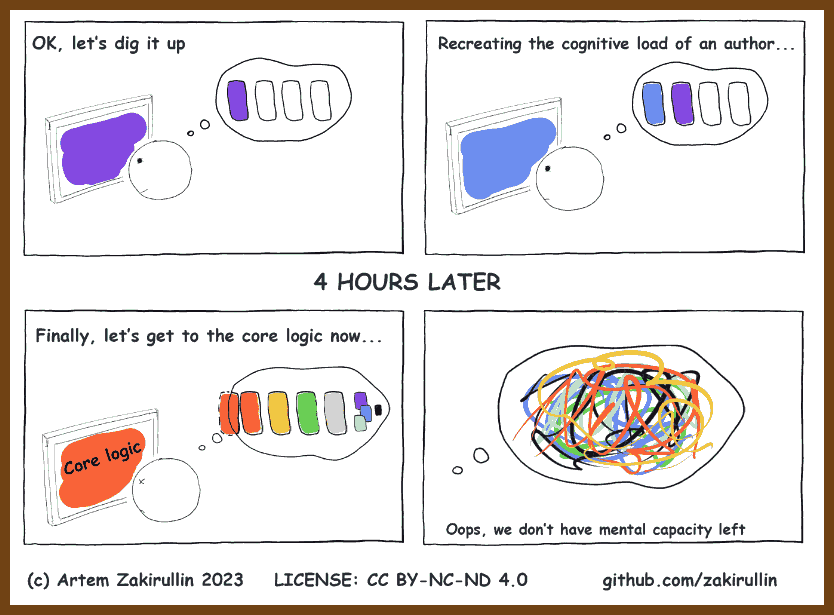 OK, let's dig it up
Recreating the cognitive load of an author...
4 HOURS LATER
Finally, let's get to the core logic now...
Core logic
Oops, we don't have mental capacity left
(c) Artem Zakirullin 2023 LICENSE: CC BY-NC-ND 4.0 github.com/zakirullin